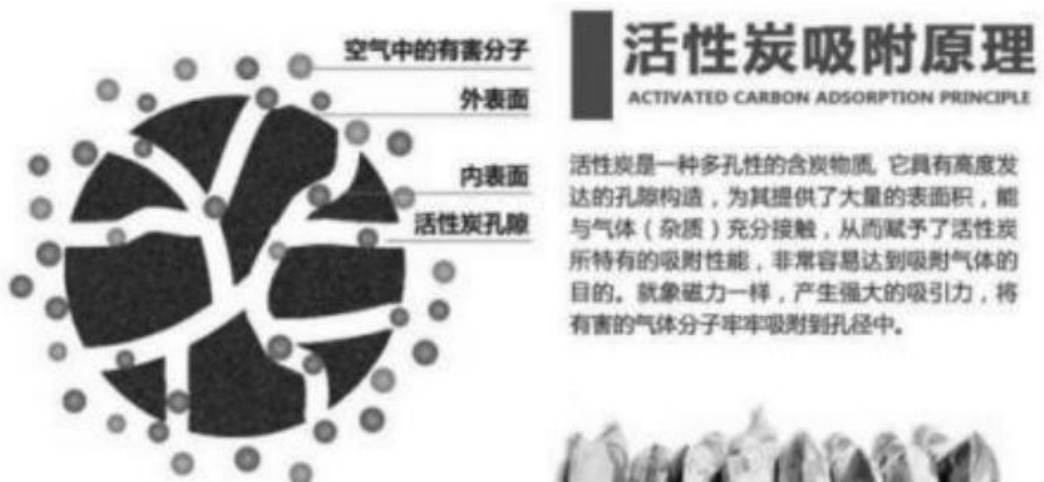 空气中的有害分子
外表面
内表面
活性炭孔隙
活性炭吸附原理
ACTIVATED CARBON ADSORPTION PRINCIPLE
活性炭是一种多孔性的含炭物质,它具有高度发
达的孔隙构造,为其提供了大量的表面积,能
与气体(杂质)充分接触,从而赋予了活性炭
所特有的吸附性能,非常容易达到吸附气体的
目的。就象磁力一样,产生强大的吸引力,将
有害的气体分子牢牢吸附到孔径中。